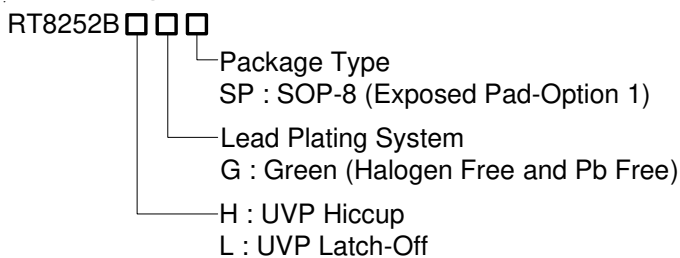 RT8252B
Package Type
SP : SOP-8 (Exposed Pad-Option 1)
Lead Plating System
G : Green (Halogen Free and Pb Free)
H : UVP Hiccup
L : UVP Latch-Off